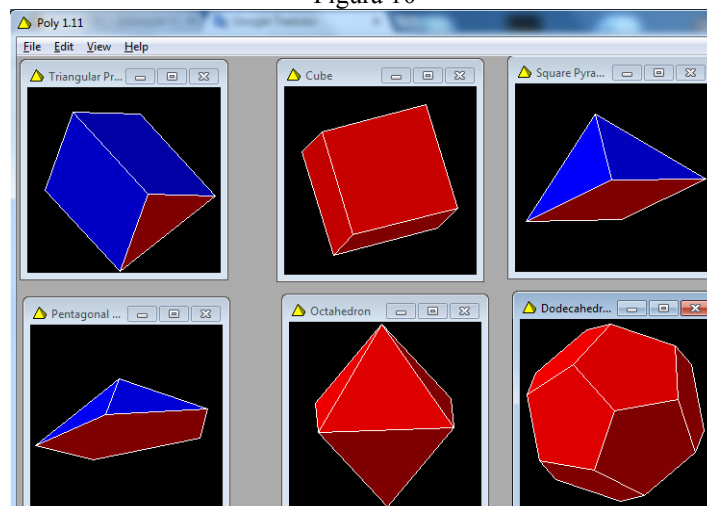 Figura 10
Poly 1.11
File Edit View Help
Triangular Pr...
Cube
Square Pyra...
Pentagonal ...
Octahedron
Dodecahedr...